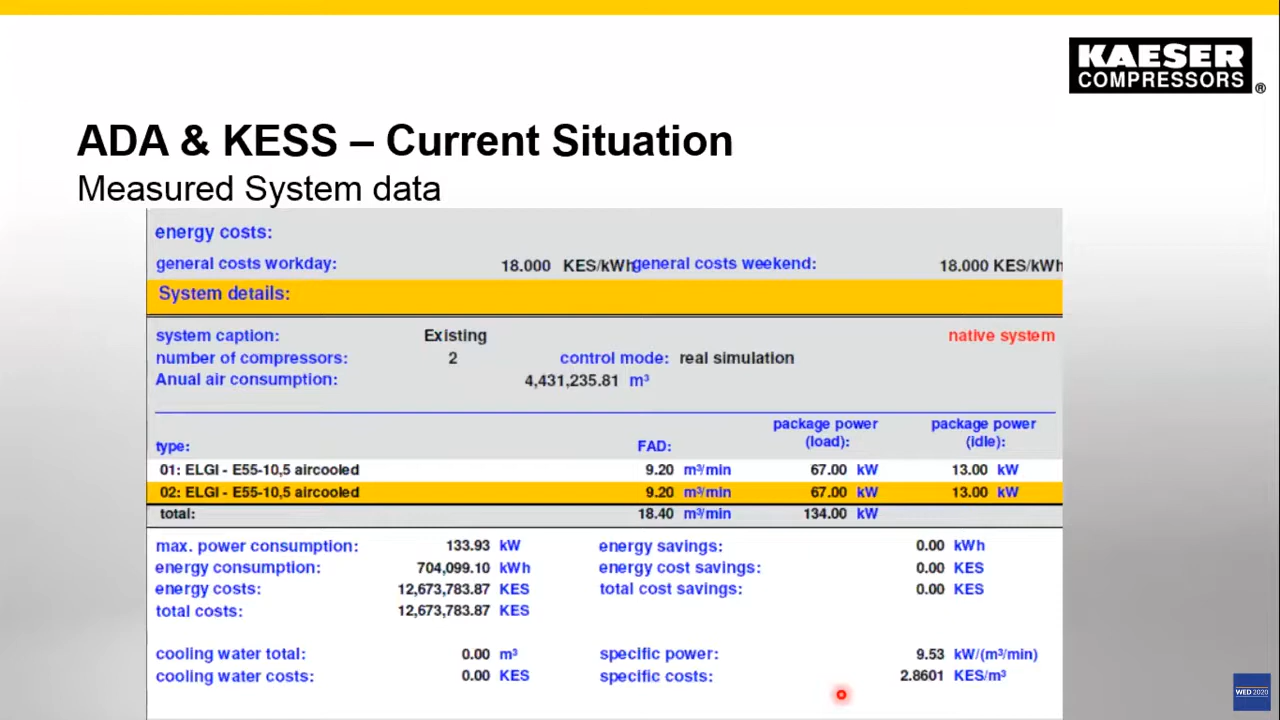 KAESER
COMPRESSORS®
ADA & KESS – Current Situation
Measured System data
energy costs:
general costs workday: 18.000 KES/kWh general costs weekend: 18.000 KES/kWh
System details:
system caption: Existing native system
number of compressors: 2 control mode: real simulation
Anual air consumption: 4,431,235.81 m³
type: FAD: package power (load): package power (idle):
01: ELGI - E55-10,5 aircooled 9.20 m³/min 67.00 kW 13.00 kW
02: ELGI - E55-10,5 aircooled 9.20 m³/min 67.00 kW 13.00 kW
total: 18.40 m³/min 134.00 kW
max. power consumption: 133.93 kW energy savings: 0.00 kWh
energy consumption: 704,099.10 kWh energy cost savings: 0.00 KES
energy costs: 12,673,783.87 KES total cost savings: 0.00 KES
total costs: 12,673,783.87 KES
cooling water total: 0.00 m³ specific power: 9.53 kW/(m³/min)
cooling water costs: 0.00 KES specific costs: 2.8601 KES/m³
WED 2020